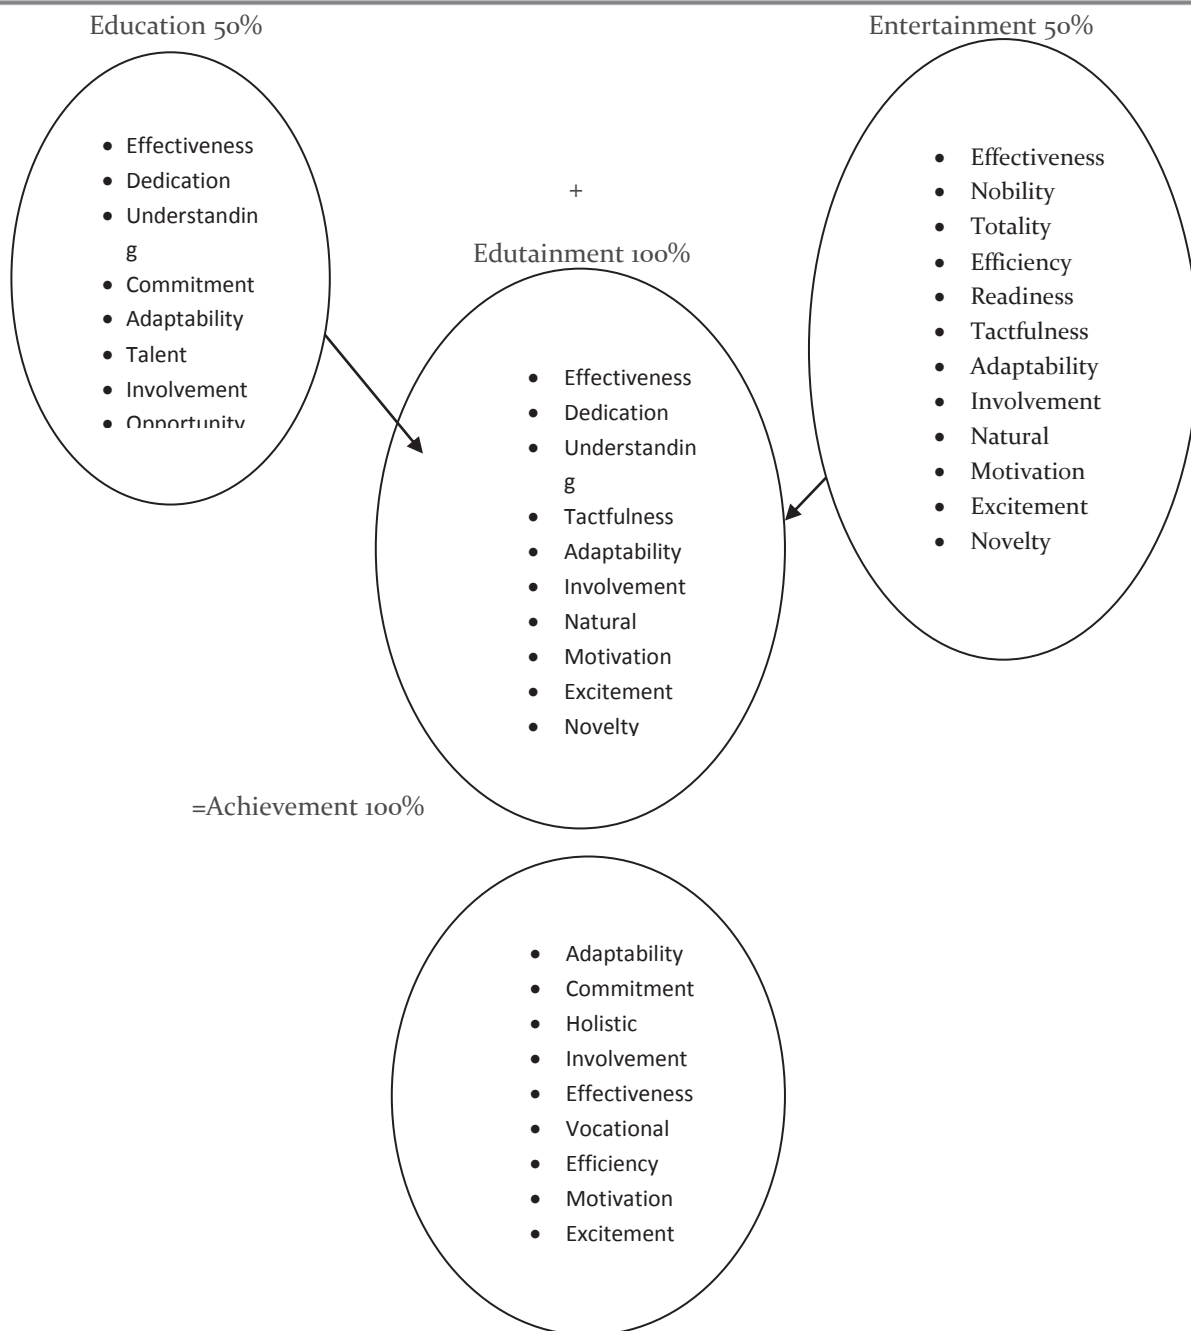 Education 50%
Entertainment 50%
• Effectiveness
• Dedication
• Understandin
g
• Commitment
• Adaptability
• Talent
• Involvement
• Opportunity
+
• Effectiveness
• Nobility
• Totality
• Efficiency
• Readiness
• Tactfulness
• Adaptability
• Involvement
• Natural
• Motivation
• Excitement
• Novelty
Edutainment 100%
• Effectiveness
• Dedication
• Understandin
g
• Tactfulness
• Adaptability
• Involvement
• Natural
• Motivation
• Excitement
• Novelty
=Achievement 100%
• Adaptability
• Commitment
• Holistic
• Involvement
• Effectiveness
• Vocational
• Efficiency
• Motivation
• Excitement